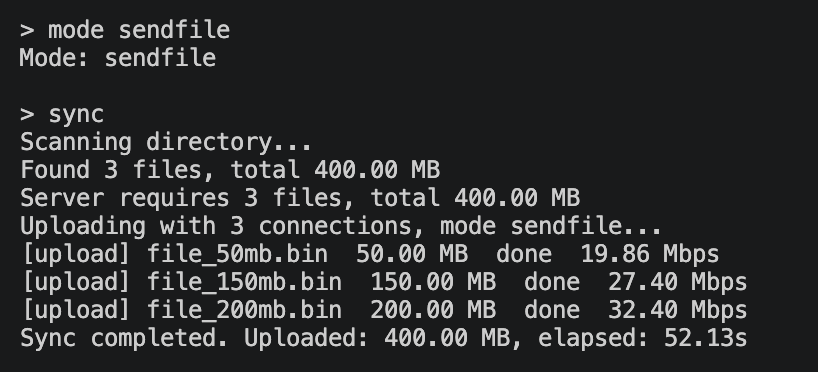 > mode sendfile
Mode: sendfile
> sync
Scanning directory...
Found 3 files, total 400.00 MB
Server requires 3 files, total 400.00 MB
Uploading with 3 connections, mode sendfile...
[upload] file_50mb.bin  50.00 MB  done  19.86 Mbps
[upload] file_150mb.bin  150.00 MB  done  27.40 Mbps
[upload] file_200mb.bin  200.00 MB  done  32.40 Mbps
Sync completed. Uploaded: 400.00 MB, elapsed: 52.13s